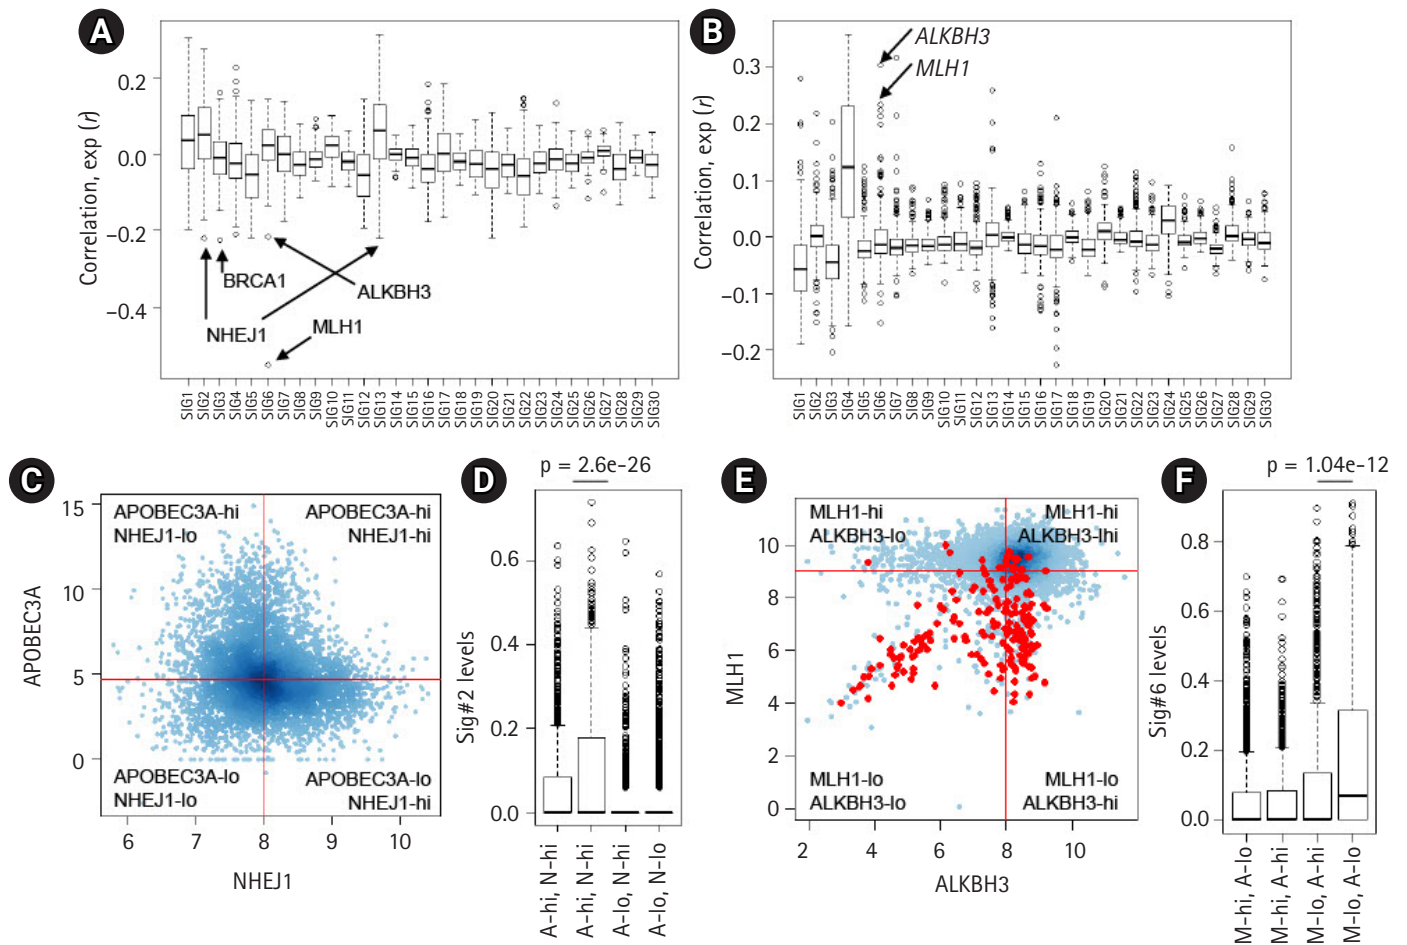 A
Correlation, exp (r)
0.2
0.0
−0.2
−0.4
BRCA1
ALKBH3
NHEJ1
MLH1
SIG1
SIG2
SIG3
SIG4
SIG5
SIG6
SIG7
SIG8
SIG9
SIG10
SIG11
SIG12
SIG13
SIG14
SIG15
SIG16
SIG17
SIG18
SIG19
SIG20
SIG21
SIG22
SIG23
SIG24
SIG25
SIG26
SIG27
SIG28
SIG29
SIG30
B
Correlation, exp (r)
0.3
0.2
0.1
0.0
−0.1
−0.2
ALKBH3
MLH1
SIG1
SIG2
SIG3
SIG4
SIG5
SIG6
SIG7
SIG8
SIG9
SIG10
SIG11
SIG12
SIG13
SIG14
SIG15
SIG16
SIG17
SIG18
SIG19
SIG20
SIG21
SIG22
SIG23
SIG24
SIG25
SIG26
SIG27
SIG28
SIG29
SIG30
C
APOBEC3A
15
10
5
0
APOBEC3A-hi
NHEJ1-lo
APOBEC3A-hi
NHEJ1-hi
APOBEC3A-lo
NHEJ1-lo
APOBEC3A-lo
NHEJ1-hi
6
7
8
9
10
NHEJ1
D
p = 2.6e-26
Sig#2 levels
0.6
0.4
0.2
0.0
A-hi, N-hi
A-hi, N-hi
A-lo, N-hi
A-lo, N-lo
E
MLH1
10
8
6
4
2
0
MLH1-hi
ALKBH3-lo
MLH1-hi
ALKBH3-lhi
MLH1-lo
ALKBH3-lo
MLH1-lo
ALKBH3-hi
2
4
6
8
10
ALKBH3
F
p = 1.04e-12
Sig#6 levels
0.8
0.6
0.4
0.2
0.0
M-hi, A-lo
M-hi, A-hi
M-lo, A-hi
M-lo, A-lo